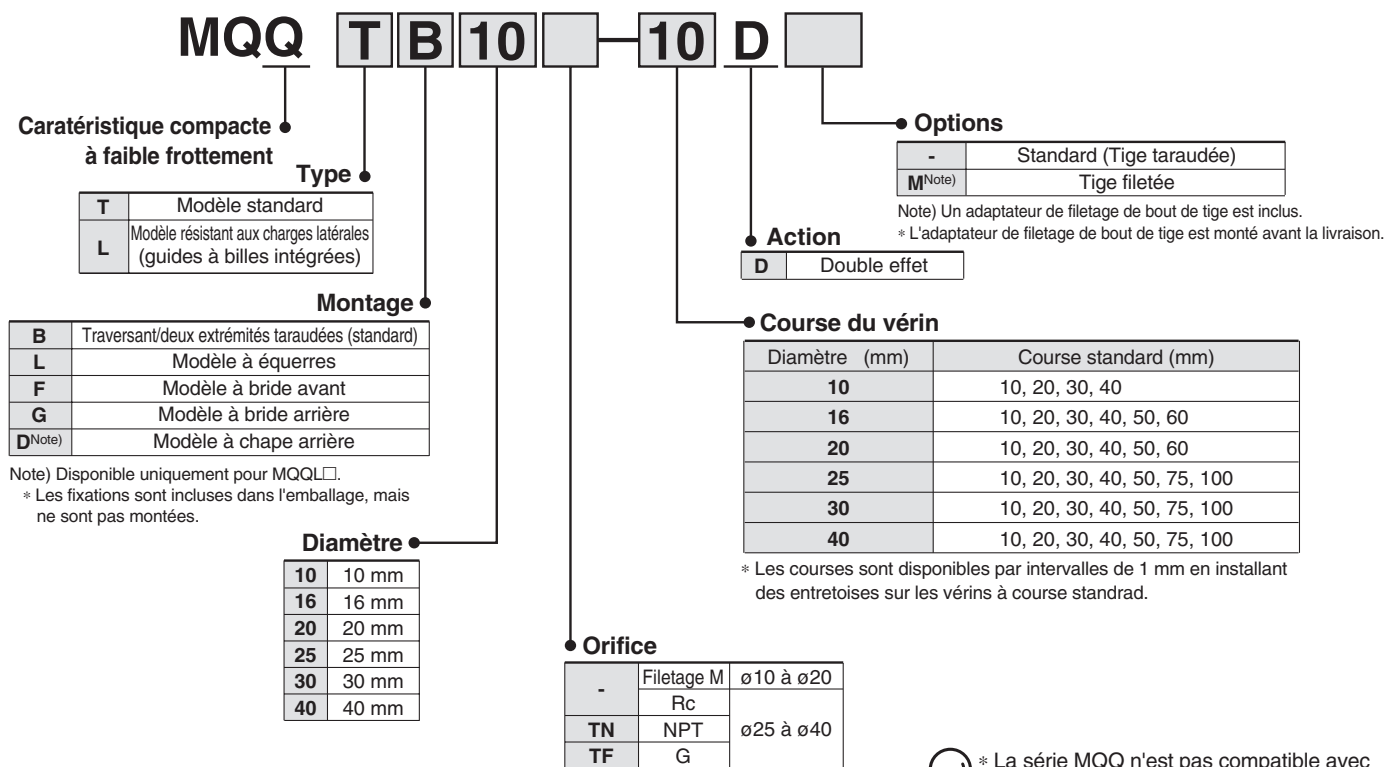 MQQ T B 10 — 10 D
Caratéristique compacte
à faible frottement
Type
T Modèle standard
L Modèle résistant aux charges latérales
(guides à billes intégrées)
Montage
B Traversant/deux extrémités taraudées (standard)
L Modèle à équerres
F Modèle à bride avant
G Modèle à bride arrière
DNote) Modèle à chape arrière
Note) Disponible uniquement pour MQQL□.
* Les fixations sont incluses dans l'emballage, mais
ne sont pas montées.
Diamètre
10 10 mm
16 16 mm
20 20 mm
25 25 mm
30 30 mm
40 40 mm
Orifice
- Filetage M ø10 à ø20
Rc
TN NPT ø25 à ø40
TF G
Options
- Standard (Tige taraudée)
MNote) Tige filetée
Note) Un adaptateur de filetage de bout de tige est inclus.
* L'adaptateur de filetage de bout de tige est monté avant la livraison.
Action
D Double effet
Course du vérin
Diamètre (mm) Course standard (mm)
10 10, 20, 30, 40
16 10, 20, 30, 40, 50, 60
20 10, 20, 30, 40, 50, 60
25 10, 20, 30, 40, 50, 75, 100
30 10, 20, 30, 40, 50, 75, 100
40 10, 20, 30, 40, 50, 75, 100
* Les courses sont disponibles par intervalles de 1 mm en installant
des entretoises sur les vérins à course standrad.
* La série MQQ n'est pas compatible avec